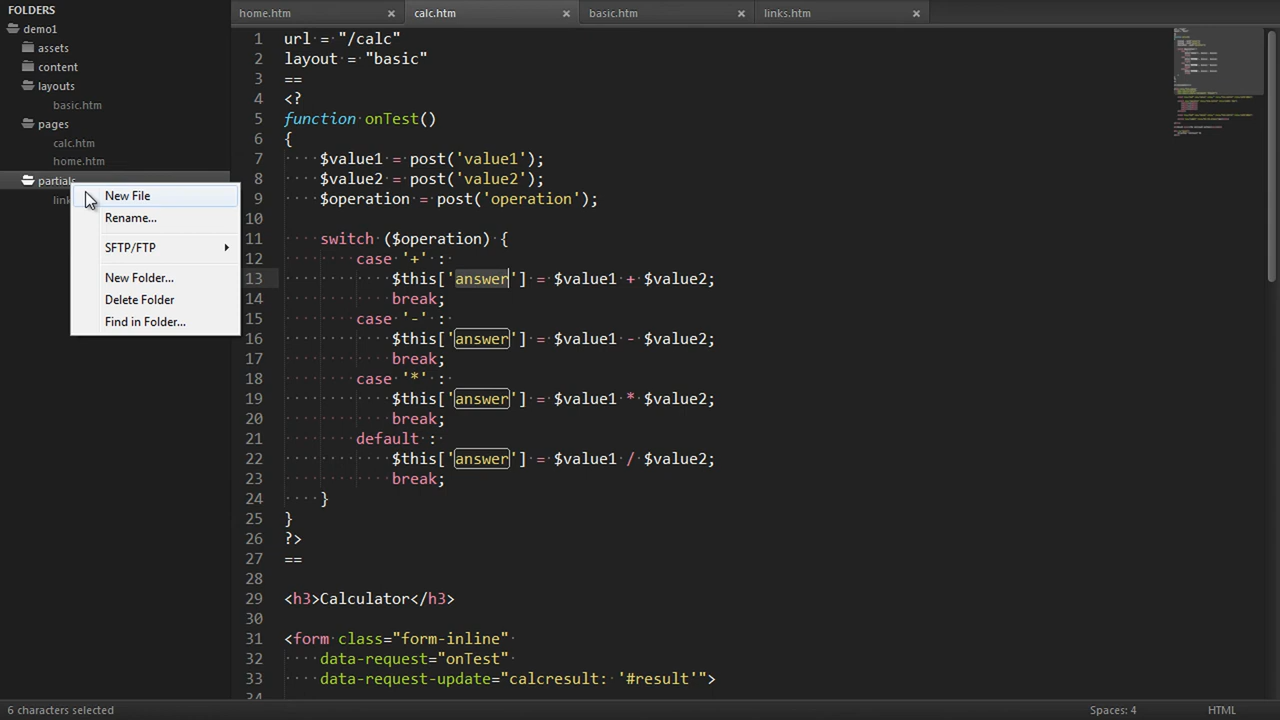 FOLDERS
demo1
assets
content
layouts
basic.htm
pages
calc.htm
home.htm
partials
link
New File
Rename...
SFTP/FTP
New Folder...
Delete Folder
Find in Folder...
home.htm × calc.htm × basic.htm × links.htm ×
1 url = "/calc"
2 layout = "basic"
3 ==
4 <?
5 function onTest()
6 {
7 $value1 = post('value1');
8 $value2 = post('value2');
9 $operation = post('operation');
10
11 switch ($operation) {
12 case '+' :
13 $this['answer'] = $value1 + $value2;
14 break;
15 case '-' :
16 $this['answer'] = $value1 - $value2;
17 break;
18 case '*' :
19 $this['answer'] = $value1 * $value2;
20 break;
21 default :
22 $this['answer'] = $value1 / $value2;
23 break;
24 }
25 }
26 ?>
27 ==
28
29 <h3>Calculator</h3>
30
31 <form class="form-inline"
32 data-request="onTest"
33 data-request-update="calcresult: '#result'">
34
6 characters selected
Spaces: 4
HTML